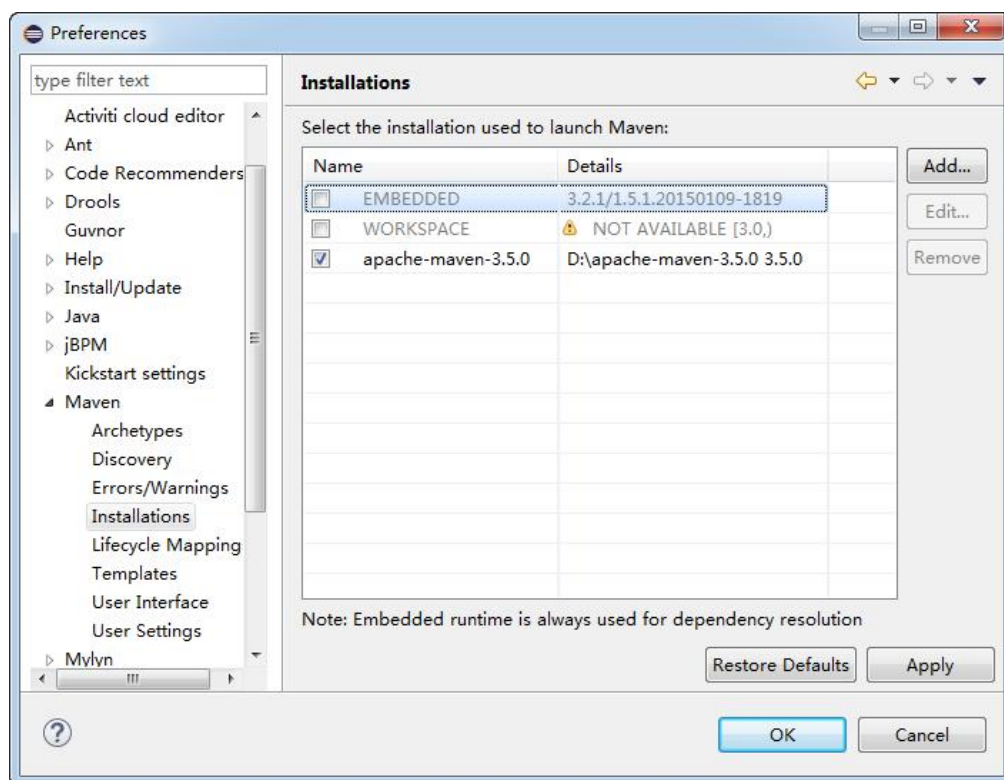 Preferences
type filter text
Activiti cloud editor
Ant
Code Recommenders
Drools
Guvnor
Help
Install/Update
Java
jBPM
Kickstart settings
Maven
Archetypes
Discovery
Errors/Warnings
Installations
Lifecycle Mapping
Templates
User Interface
User Settings
Mylyn
Installations
Select the installation used to launch Maven:
Name Details
EMBEDDED 3.2.1/1.5.1.20150109-1819
WORKSPACE NOT AVAILABLE [3.0,)
apache-maven-3.5.0 D:\apache-maven-3.5.0 3.5.0
Add...
Edit...
Remove
Note: Embedded runtime is always used for dependency resolution
Restore Defaults Apply
OK Cancel